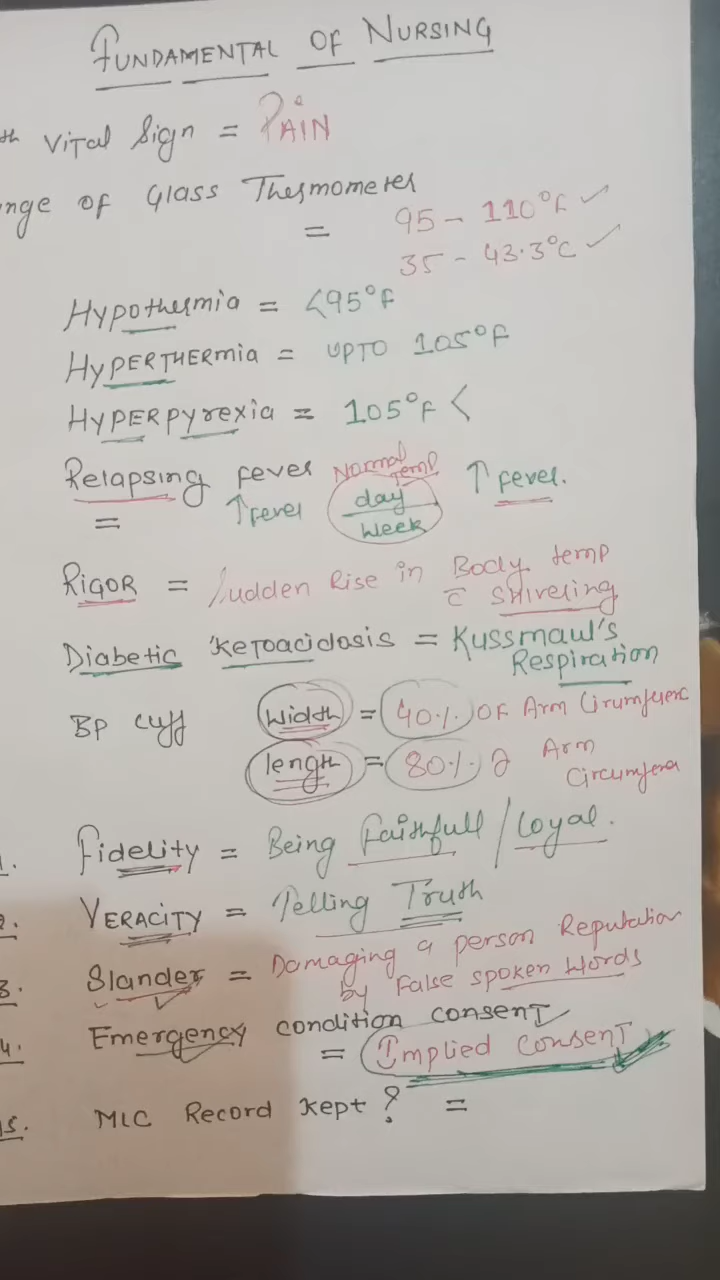 FUNDAMENTAL OF NURSING
th Vital Sign = PAIN
nge of Glass Thermometer
= 95 - 110°F ✓
35 - 43.3°C ✓
Hypothermia = <95°F
HyPERTHERmia = UPTO 105°F
HYPERPYrexia = 105°F <
Relapsing fever Normal Temp
= ↑fever day week ↑ fever.
RIGOR = Sudden Rise in Body temp
c̄ SHivering
Diabetic Ketoacidosis = Kussmaul's
Respiration
BP cuff width = 40% OF Arm
length = 80% Arm
1. Fidelity = Being Faithfull / Loyal.
2. VERACITY = Telling Truth
3. Slander = Damaging a person Reputation
by False spoken Words
4. Emergency condition consent
= Implied Consent
15. MLC Record kept ? =